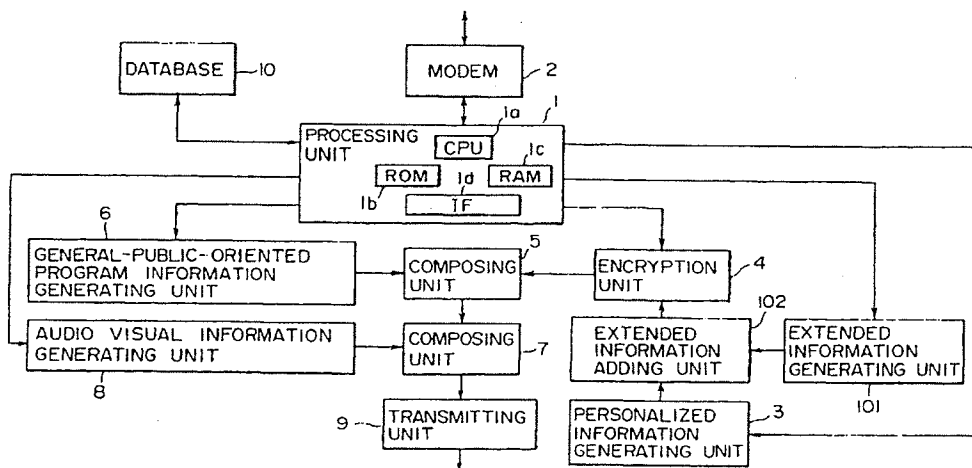 DATABASE
10
MODEM
2
1
PROCESSING
UNIT
1a
CPU
1c
ROM
1d
RAM
1b
IF
6
GENERAL-PUBLIC-ORIENTED
PROGRAM INFORMATION
GENERATING UNIT
5
COMPOSING
UNIT
ENCRYPTION
UNIT
4
102
AUDIO VISUAL INFORMATION
GENERATING UNIT
8
COMPOSING
UNIT
7
EXTENDED
INFORMATION
ADDING UNIT
EXTENDED
INFORMATION
GENERATING UNIT
101
9
TRANSMITTING
UNIT
PERSONALIZED
INFORMATION
GENERATING UNIT
3